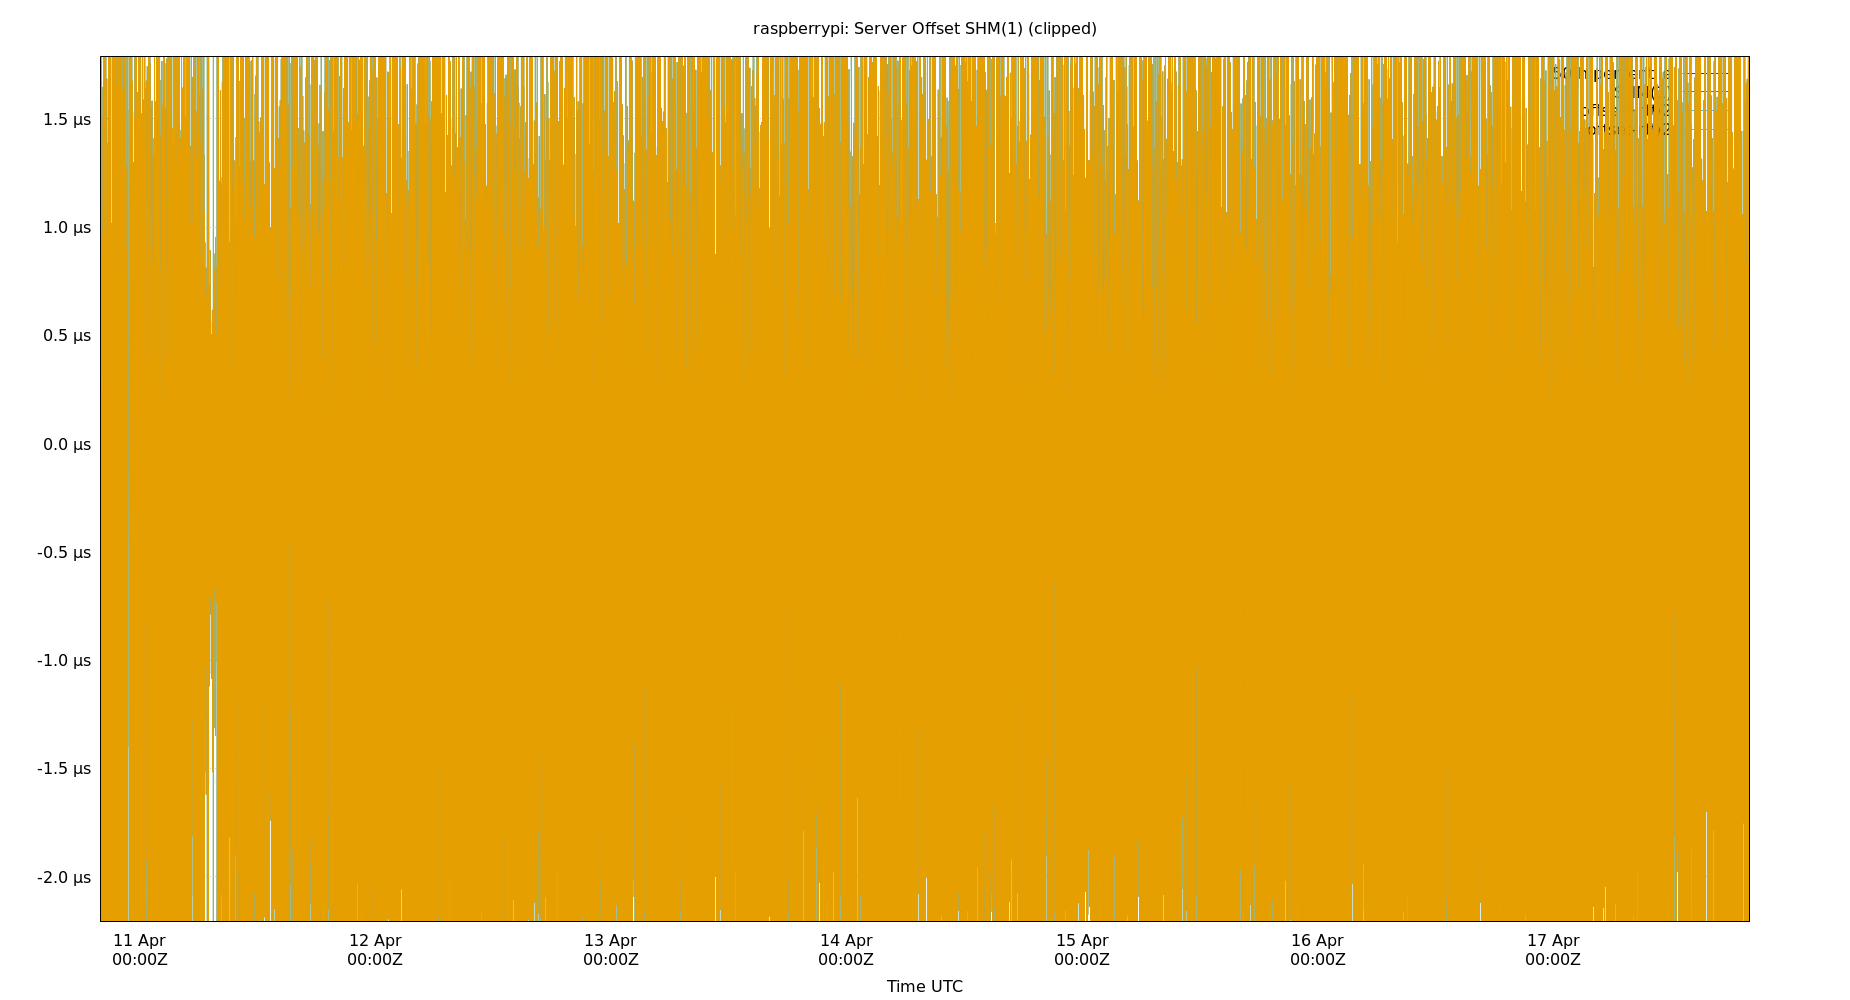 raspberrypi: Server Offset SHM(1) (clipped)
1.5 µs
1.0 µs
0.5 µs
0.0 µs
-0.5 µs
-1.0 µs
-1.5 µs
-2.0 µs
11 Apr 12 Apr 13 Apr 14 Apr 15 Apr 16 Apr 17 Apr
00:00Z 00:00Z 00:00Z 00:00Z 00:00Z 00:00Z 00:00Z
Time UTC